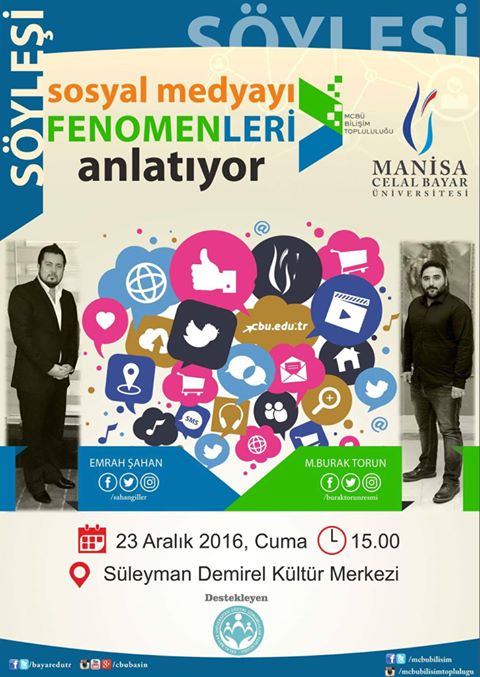 SÖYLEŞİ
SÖYLEŞİ
sosyal medyayı
FENOMENLERİ
anlatıyor
MCBÜ
BİLİŞİM
TOPLULULUĞU
MANİSA
CELAL BAYAR
ÜNİVERSİTESİ
cbu.edu.tr
SMS
EMRAH ŞAHAN
/sahangiller
M.BURAK TORUN
/buraktorunresmi
23 Aralık 2016, Cuma
15.00
Süleyman Demirel Kültür Merkezi
Destekleyen
/bayaredutr
/cbubasin
/mcbubilisim
/mcbubilisimtoplulugu